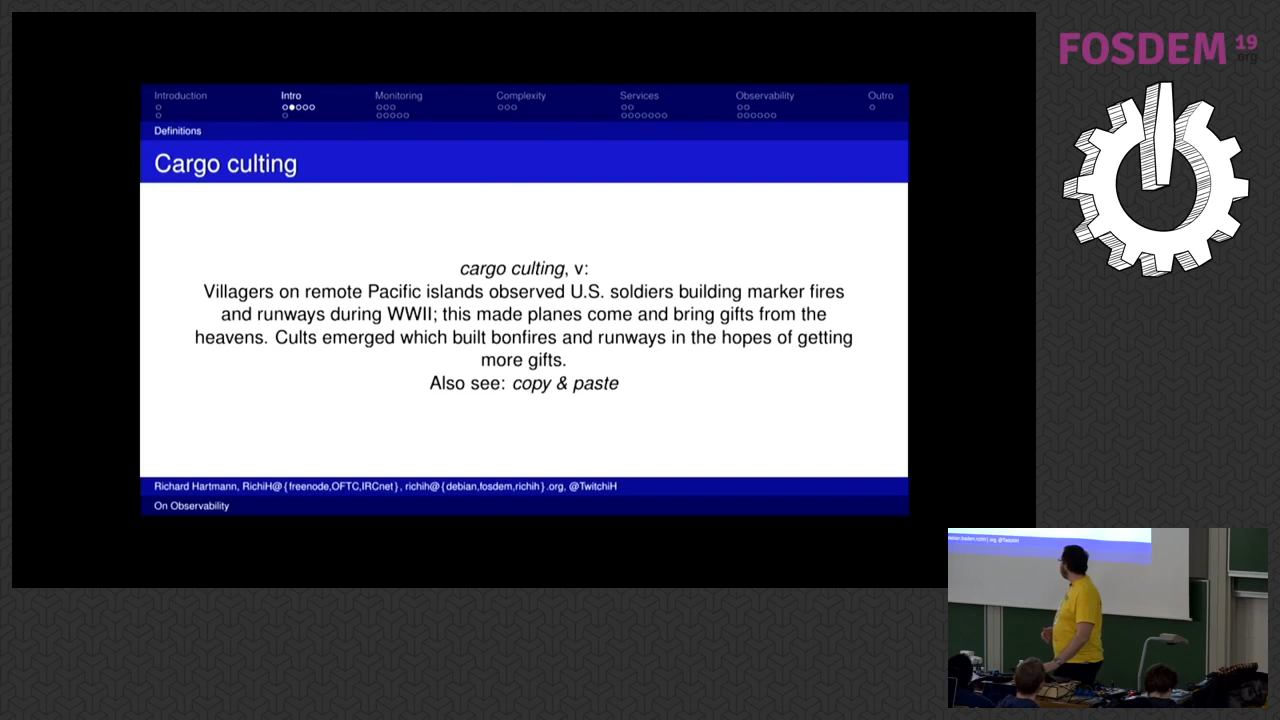 FOSDEM 19
.org
Introduction Intro Monitoring Complexity Services Observability Outro
Definitions
Cargo culting
cargo culting, v:
Villagers on remote Pacific islands observed U.S. soldiers building marker fires
and runways during WWII; this made planes come and bring gifts from the
heavens. Cults emerged which built bonfires and runways in the hopes of getting
more gifts.
Also see: copy & paste
Richard Hartmann, RichiH@{freenode,OFTC,IRCnet}, richih@{debian,fosdem,richih}.org, @TwitchiH
On Observability